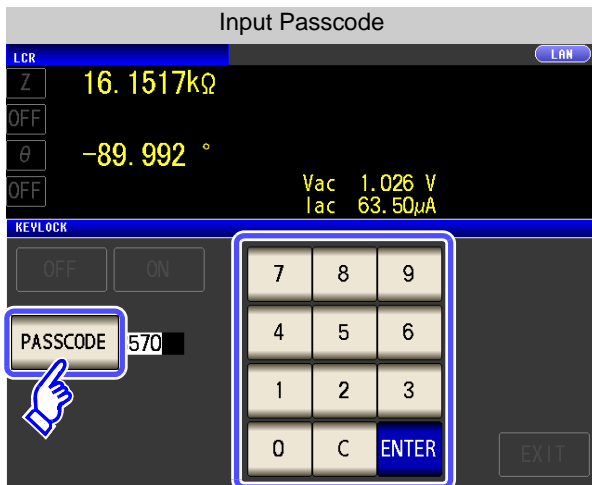 Input Passcode
LCR LAN
Z 16.1517kΩ
OFF
θ -89.992 °
OFF Vac 1.026 V
Iac 63.50μA
KEYLOCK
OFF ON
7 8 9
PASSCODE 570 4 5 6
1 2 3
0 C ENTER EXIT